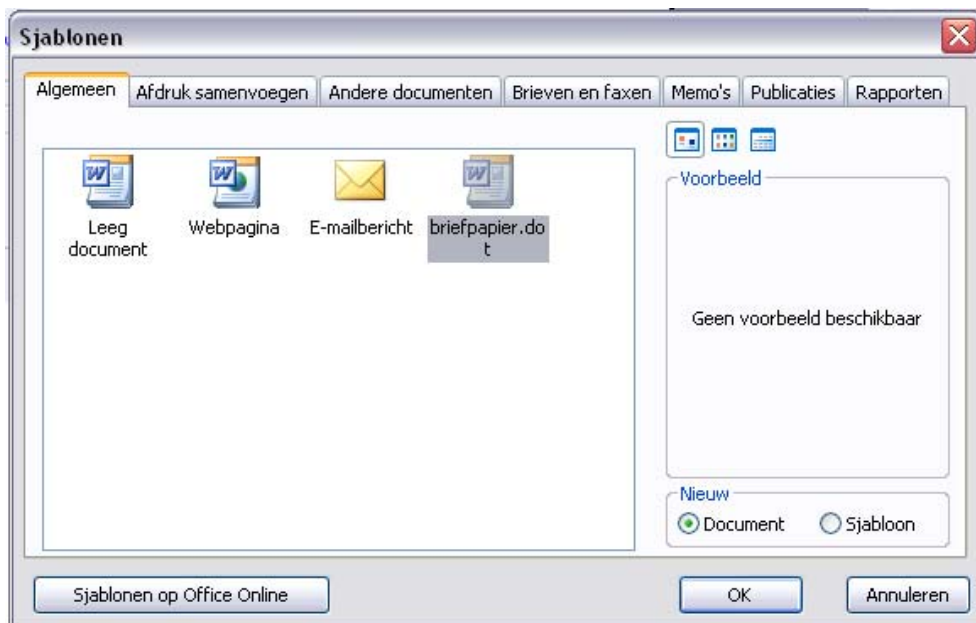 Sjablonen
Algemeen Afdruk samenvoegen Andere documenten Brieven en faxen Memo's Publicaties Rapporten
Leeg
document
Webpagina
E-mailbericht
briefpapier.do
t
Voorbeeld
Geen voorbeeld beschikbaar
Nieuw
Document Sjabloon
Sjablonen op Office Online OK Annuleren